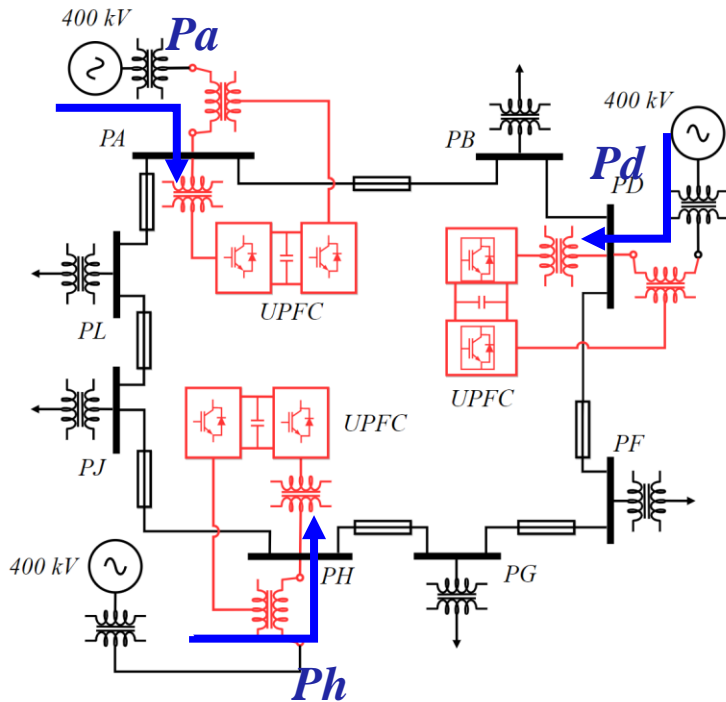 400 kV
Pa
400 kV
PA
PB
Pd
PD
UPFC
PL
UPFC
UPFC
PJ
PF
400 kV
PH
PG
Ph